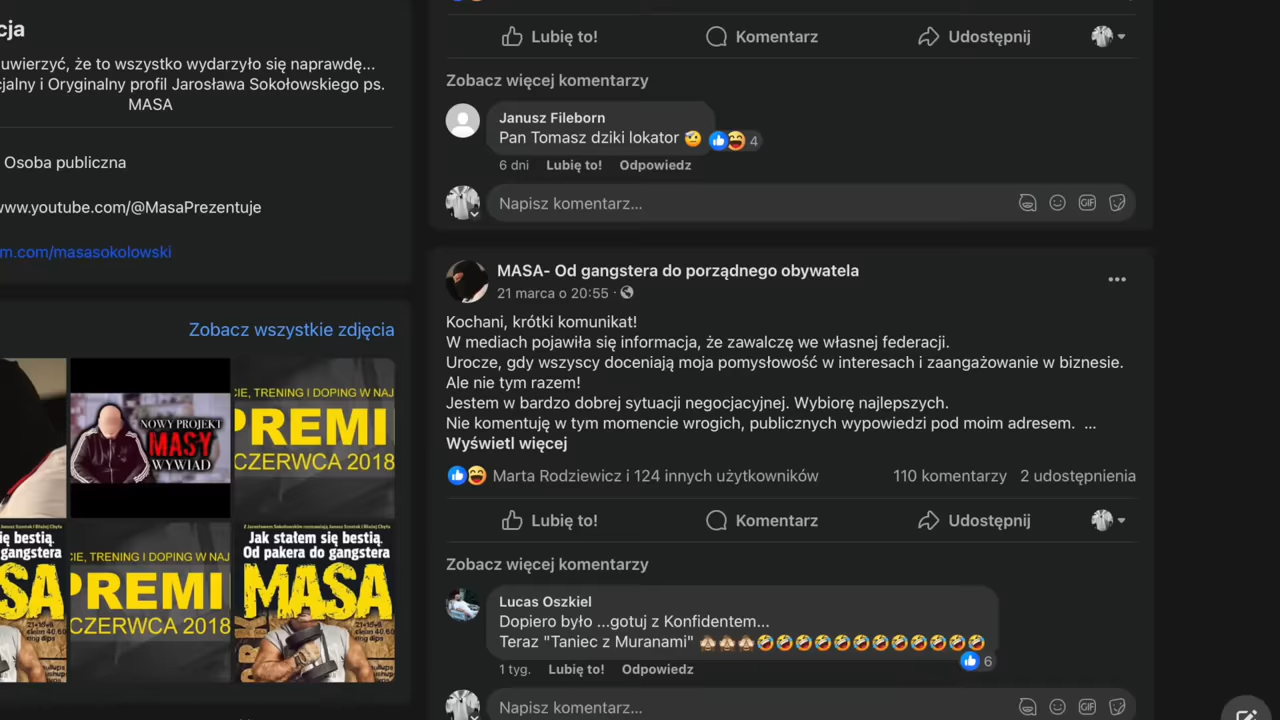 cja
uwierzyć, że to wszystko wydarzyło się naprawdę...
cjalny i Oryginalny profil Jarosława Sokołowskiego ps.
MASA
Osoba publiczna
www.youtube.com/@MasaPrezentuje
m.com/masasokolowski
Zobacz wszystkie zdjęcia
NOWY PROJEKT
MASY
WYWIAD
CIE, TRENING I DOPING W NAJ
PREMI
CZERWCA 2018
ię bestią.
gangstera
SA
CIE, TRENING I DOPING W NAJ
PREMI
CZERWCA 2018
Jak stałem się bestią.
Od pakera do gangstera
MASA
Lubię to!
Komentarz
Udostępnij
Zobacz więcej komentarzy
Janusz Fileborn
Pan Tomasz dziki lokator 🤕
4
6 dni Lubię to! Odpowiedz
Napisz komentarz...
GIF
MASA- Od gangstera do porządnego obywatela
21 marca o 20:55 ·
Kochani, krótki komunikat!
W mediach pojawiła się informacja, że zawalczę we własnej federacji.
Urocze, gdy wszyscy doceniają moja pomysłowość w interesach i zaangażowanie w biznesie.
Ale nie tym razem!
Jestem w bardzo dobrej sytuacji negocjacyjnej. Wybiorę najlepszych.
Nie komentuję w tym momencie wrogich, publicznych wypowiedzi pod moim adresem. ...
Wyświetl więcej
Marta Rodziewicz i 124 innych użytkowników
110 komentarzy 2 udostępnienia
Lubię to!
Komentarz
Udostępnij
Zobacz więcej komentarzy
Lucas Oszkiel
Dopiero było ...gotuj z Konfidentem...
Teraz "Taniec z Muranami" 🙈🙈🙈🤣🤣🤣🤣🤣🤣🤣🤣🤣🤣🤣🤣
6
1 tyg. Lubię to! Odpowiedz
Napisz komentarz...
GIF